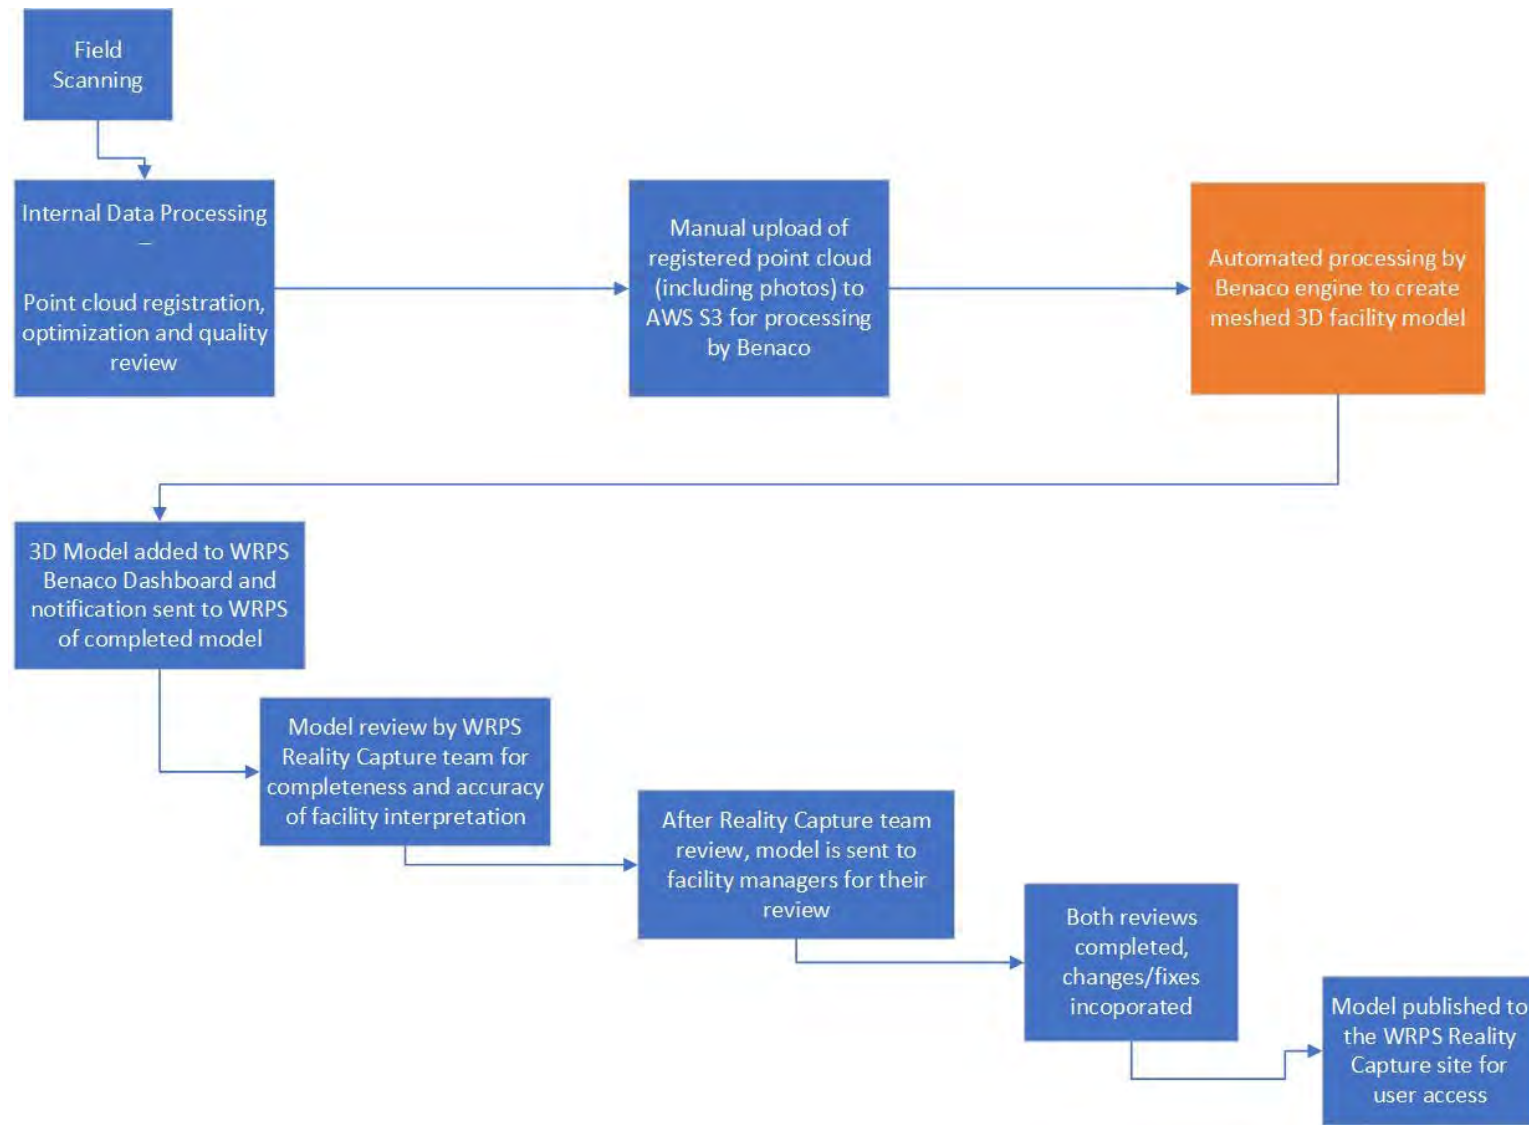 Field
Scanning
Internal Data Processing
–
Point cloud registration,
optimization and quality
review
Manual upload of
registered point cloud
(including photos) to
AWS S3 for processing
by Benaco
Automated processing by
Benaco engine to create
meshed 3D facility model
3D Model added to WRPS
Benaco Dashboard and
notification sent to WRPS
of completed model
Model review by WRPS
Reality Capture team for
completeness and accuracy
of facility interpretation
After Reality Capture team
review, model is sent to
facility managers for their
review
Both reviews
completed,
changes/fixes
incoporated
Model published to
the WRPS Reality
Capture site for
user access